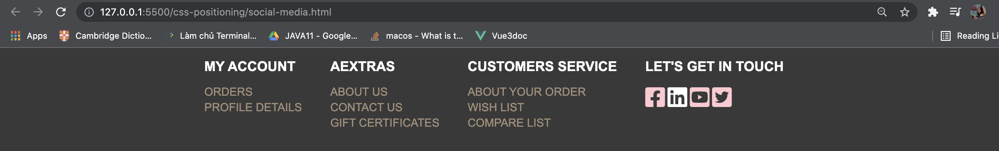 127.0.0.1:5500/css-positioning/social-media.html
Apps Cambridge Dictio... Làm chủ Terminal... JAVA11 - Google... macos - What is t... Vue3doc Reading Li
MY ACCOUNT
ORDERS
PROFILE DETAILS
AEXTRAS
ABOUT US
CONTACT US
GIFT CERTIFICATES
CUSTOMERS SERVICE
ABOUT YOUR ORDER
WISH LIST
COMPARE LIST
LET'S GET IN TOUCH